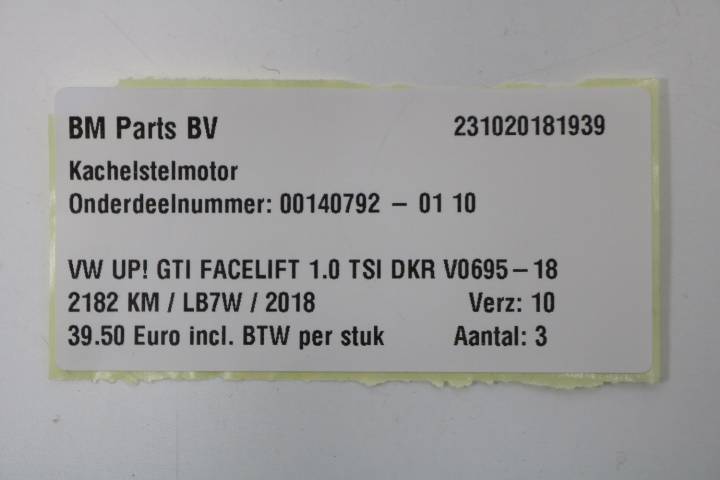 BM Parts BV 231020181939
Kachelstelmotor
Onderdeelnummer: 00140792 – 01 10
VW UP! GTI FACELIFT 1.0 TSI DKR V0695–18
2182 KM / LB7W / 2018 Verz: 10
39.50 Euro incl. BTW per stuk Aantal: 3